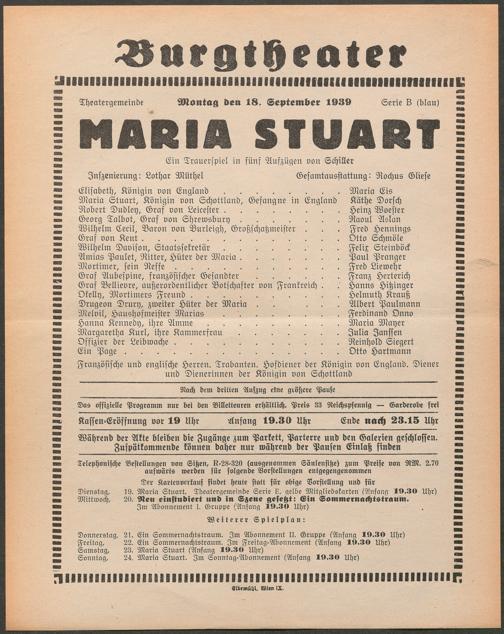 Burgtheater
Theatergemeinde Montag den 18. September 1939 Serie B (blau)
MARIA STUART
Ein Trauerspiel in fünf Aufzügen von Schiller
Inszenierung: Lothar Müthel Gesamtausstattung: Rochus Gliese
Elisabeth, Königin von England . . . . . . . Maria Eis
Maria Stuart, Königin von Schottland, Gefangne in England Käthe Dorsch
Robert Dudley, Graf von Leicester . . . . . . . Heinz Woester
Georg Talbot, Graf von Shrewsbury . . . . . . . Raoul Aslan
Wilhelm Cecil, Baron von Burleigh, Großschatzmeister . . . Fred Hennings
Graf von Kent . . . . . . . Otto Schmöle
Wilhelm Davison, Staatssekretär . . . . . . . Felix Steinböck
Amias Paulet, Ritter, Hüter der Maria . . . . . . . Paul Pranger
Mortimer, sein Neffe . . . . . . . Fred Liewehr
Graf Aubespine, französischer Gesandter . . . . . . . Franz Herterich
Graf Bellievre, außerordentlicher Botschafter von Frankreich . . Hanns Hitzinger
Okelly, Mortimers Freund . . . . . . . Helmuth Krauß
Drugeon Drury, zweiter Hüter der Maria . . . . . . . Albert Paulmann
Melvil, Haushofmeister Marias . . . . . . . Ferdinand Onno
Hanna Kennedy, ihre Amme . . . . . . . Maria Mayer
Margaretha Kurl, ihre Kammerfrau . . . . . . . Julia Janssen
Offizier der Leibwache . . . . . . . Reinhold Siegert
Ein Page . . . . . . . Otto Hartmann
Französische und englische Herren, Trabanten, Hofdiener der Königin von England, Diener
und Dienerinnen der Königin von Schottland
Nach dem dritten Aufzug eine größere Pause
Das offizielle Programm nur bei den Billetteuren erhältlich, Preis 33 Reichspfennig — Garderobe frei
Kassen-Eröffnung vor 19 Uhr Anfang 19.30 Uhr Ende nach 23.15 Uhr
Während der Akte bleiben die Zugänge zum Parkett, Parterre und den Galerien geschlossen.
Zuspätkommende können daher nur während der Pausen Einlaß finden
Telephonische Bestellungen von Sitzen, R-28-320 (ausgenommen Säulensitze) zum Preise von RM. 2.70
aufwärts werden für folgende Vorstellungen entgegengenommen
Der Kartenverkauf findet heute statt für obige Vorstellung und für
Dienstag, 19. Maria Stuart. Theatergemeinde Serie E, gelbe Mitgliedskarten (Anfang 19.30 Uhr)
Mittwoch, 20. Neu einstudiert und in Szene gesetzt: Ein Sommernachtstraum.
Im Abonnement I. Gruppe (Anfang 19.30 Uhr)
Weiterer Spielplan:
Donnerstag, 21. Ein Sommernachtstraum. Im Abonnement II. Gruppe (Anfang 19.30 Uhr)
Freitag, 22. Ein Sommernachtstraum. Im Freitag-Abonnement (Anfang 19.30 Uhr)
Samstag, 23. Maria Stuart (Anfang 19.30 Uhr)
Sonntag, 24. Maria Stuart. Im Sonntag-Abonnement (Anfang 19.30 Uhr)
Elbemühl, Wien IX.